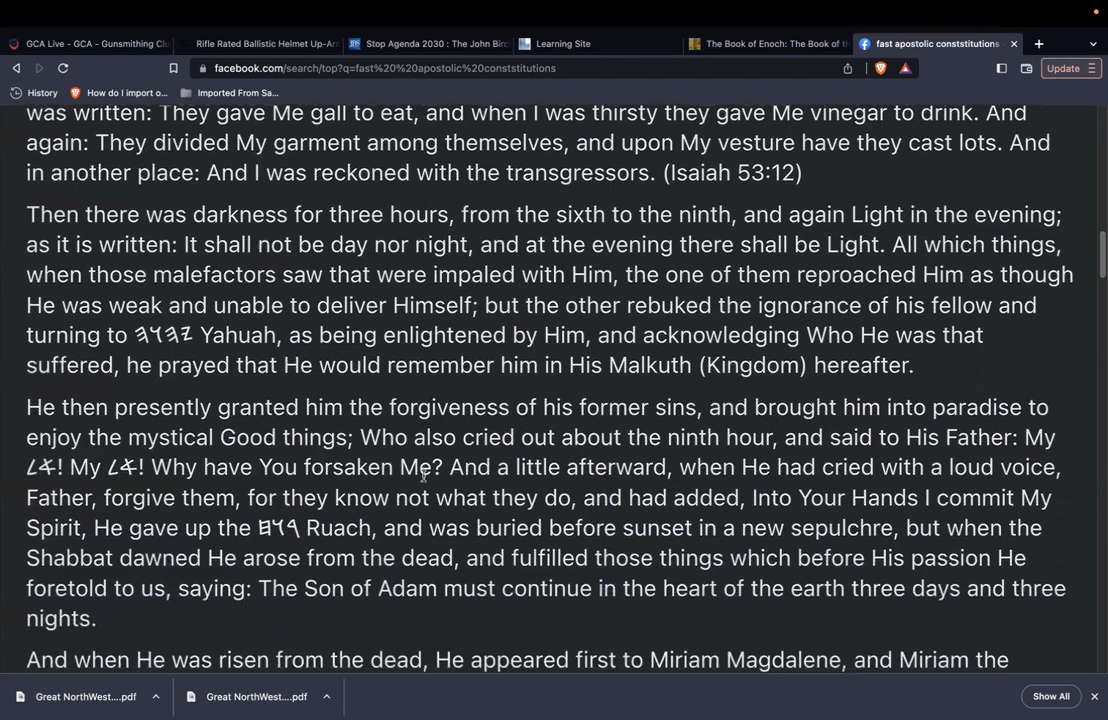 GCA Live - GCA - Gunsmithing Clu
Rifle Rated Ballistic Helmet Up-Ar
Stop Agenda 2030 : The John Birc
Learning Site
The Book of Enoch: The Book of th
fast apostolic conststitutions
facebook.com/search/top?q=fast%20%20apostolic%20conststitutions
Update
History
How do I import o...
Imported From Sa...
was written: They gave Me gall to eat, and when I was thirsty they gave Me vinegar to drink. And
again: They divided My garment among themselves, and upon My vesture have they cast lots. And
in another place: And I was reckoned with the transgressors. (Isaiah 53:12)
Then there was darkness for three hours, from the sixth to the ninth, and again Light in the evening;
as it is written: It shall not be day nor night, and at the evening there shall be Light. All which things,
when those malefactors saw that were impaled with Him, the one of them reproached Him as though
He was weak and unable to deliver Himself; but the other rebuked the ignorance of his fellow and
turning to 𐤉𐤄𐤅𐤄 Yahuah, as being enlightened by Him, and acknowledging Who He was that
suffered, he prayed that He would remember him in His Malkuth (Kingdom) hereafter.
He then presently granted him the forgiveness of his former sins, and brought him into paradise to
enjoy the mystical Good things; Who also cried out about the ninth hour, and said to His Father: My
𐤀𐤋! My 𐤀𐤋! Why have You forsaken Me? And a little afterward, when He had cried with a loud voice,
Father, forgive them, for they know not what they do, and had added, Into Your Hands I commit My
Spirit, He gave up the 𐤓𐤅𐤇 Ruach, and was buried before sunset in a new sepulchre, but when the
Shabbat dawned He arose from the dead, and fulfilled those things which before His passion He
foretold to us, saying: The Son of Adam must continue in the heart of the earth three days and three
nights.
And when He was risen from the dead, He appeared first to Miriam Magdalene, and Miriam the
Great NorthWest....pdf
Great NorthWest....pdf
Show All